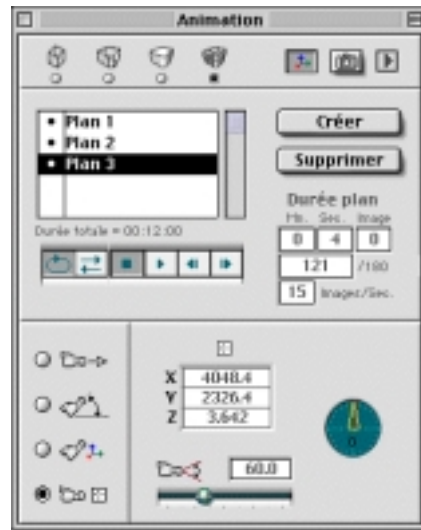 Animation
• Plan 1
• Plan 2
• Plan 3
Créer
Supprimer
Durée totale = 00:12:00
Durée plan
Mn. Sec. Image
0 4 0
121 /180
15 Images/Sec.
X 4048.4
Y 2326.4
Z 3.642
0
60.0